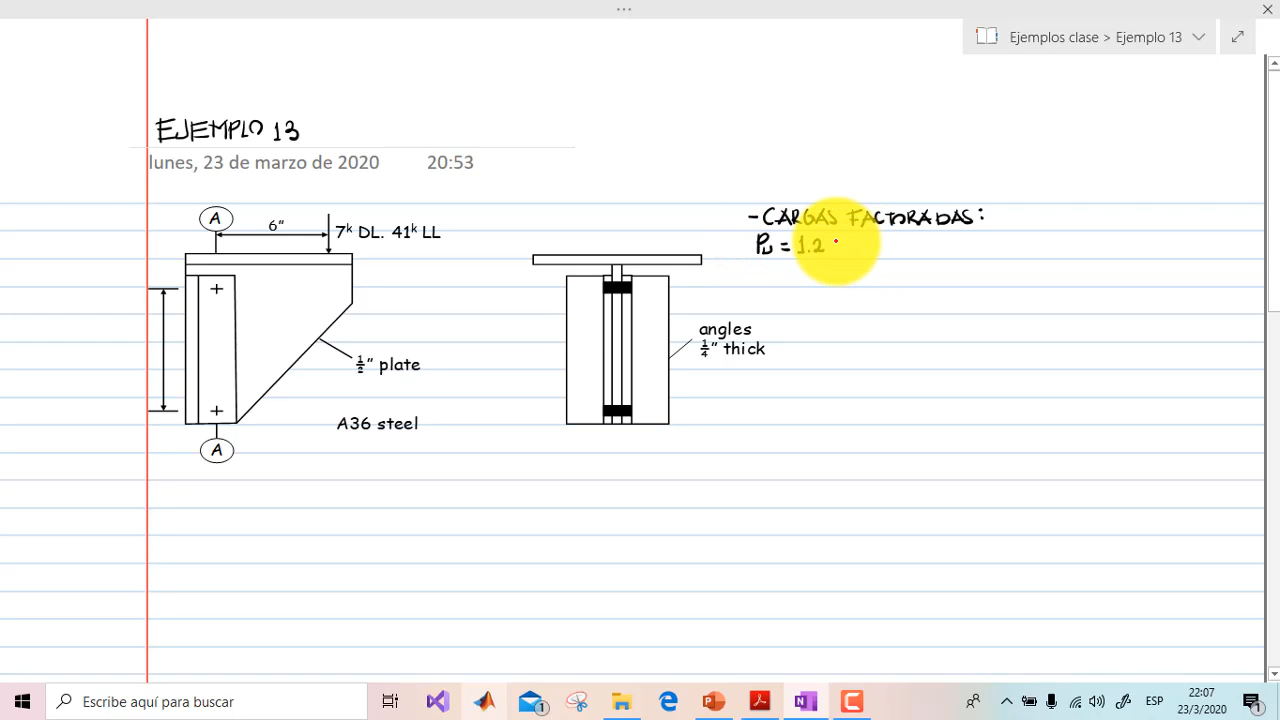 Ejemplos clase > Ejemplo 13
EJEMPLO 13
lunes, 23 de marzo de 2020 20:53
A
6"
7ᵏ DL. 41ᵏ LL
- CARGAS FACTORADAS:
Pu = 1.2
angles
1/4" thick
1/2" plate
A36 steel
A
Escribe aquí para buscar
1
ESP
22:07
23/3/2020
1